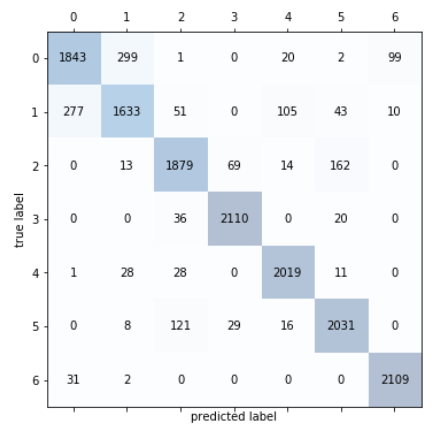 0 1 2 3 4 5 6
0 1843 299 1 0 20 2 99
1 277 1633 51 0 105 43 10
2 0 13 1879 69 14 162 0
3 0 0 36 2110 0 20 0
4 1 28 28 0 2019 11 0
5 0 8 121 29 16 2031 0
6 31 2 0 0 0 0 2109
true label
predicted label